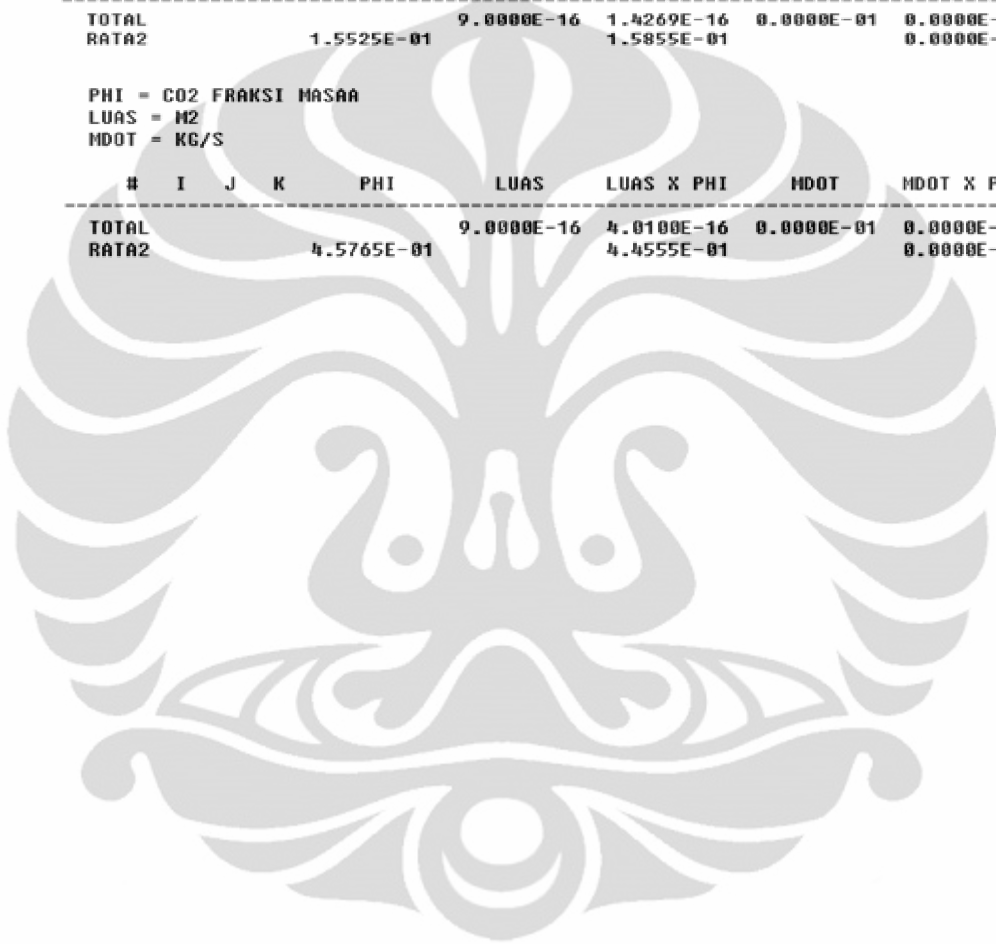 TOTAL 9.0000E-16 1.4269E-16 0.0000E-01 0.0000E-
RATA2 1.5525E-01 1.5855E-01 0.0000E-
PHI = CO2 FRAKSI MASAA
LUAS = M2
MDOT = KG/S
# I J K PHI LUAS LUAS X PHI MDOT MDOT X P
TOTAL 9.0000E-16 4.0100E-16 0.0000E-01 0.0000E-
RATA2 4.5765E-01 4.4555E-01 0.0000E-